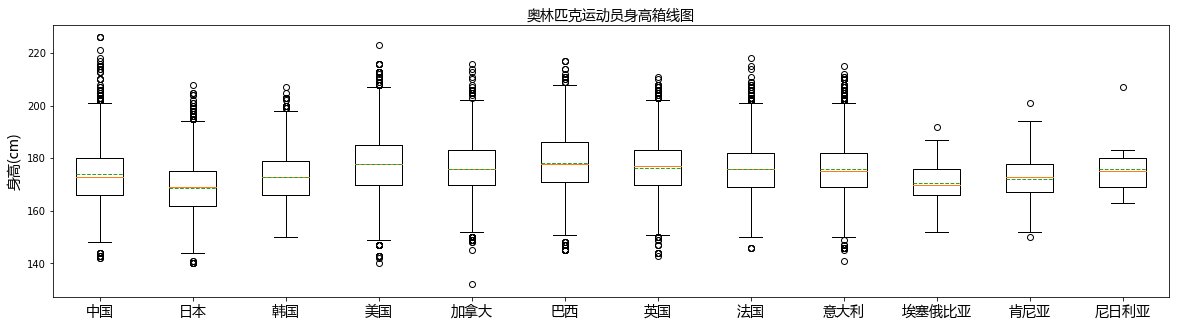 奥林匹克运动员身高箱线图
身高(cm)
220
200
180
160
140
中国 日本 韩国 美国 加拿大 巴西 英国 法国 意大利 埃塞俄比亚 肯尼亚 尼日利亚